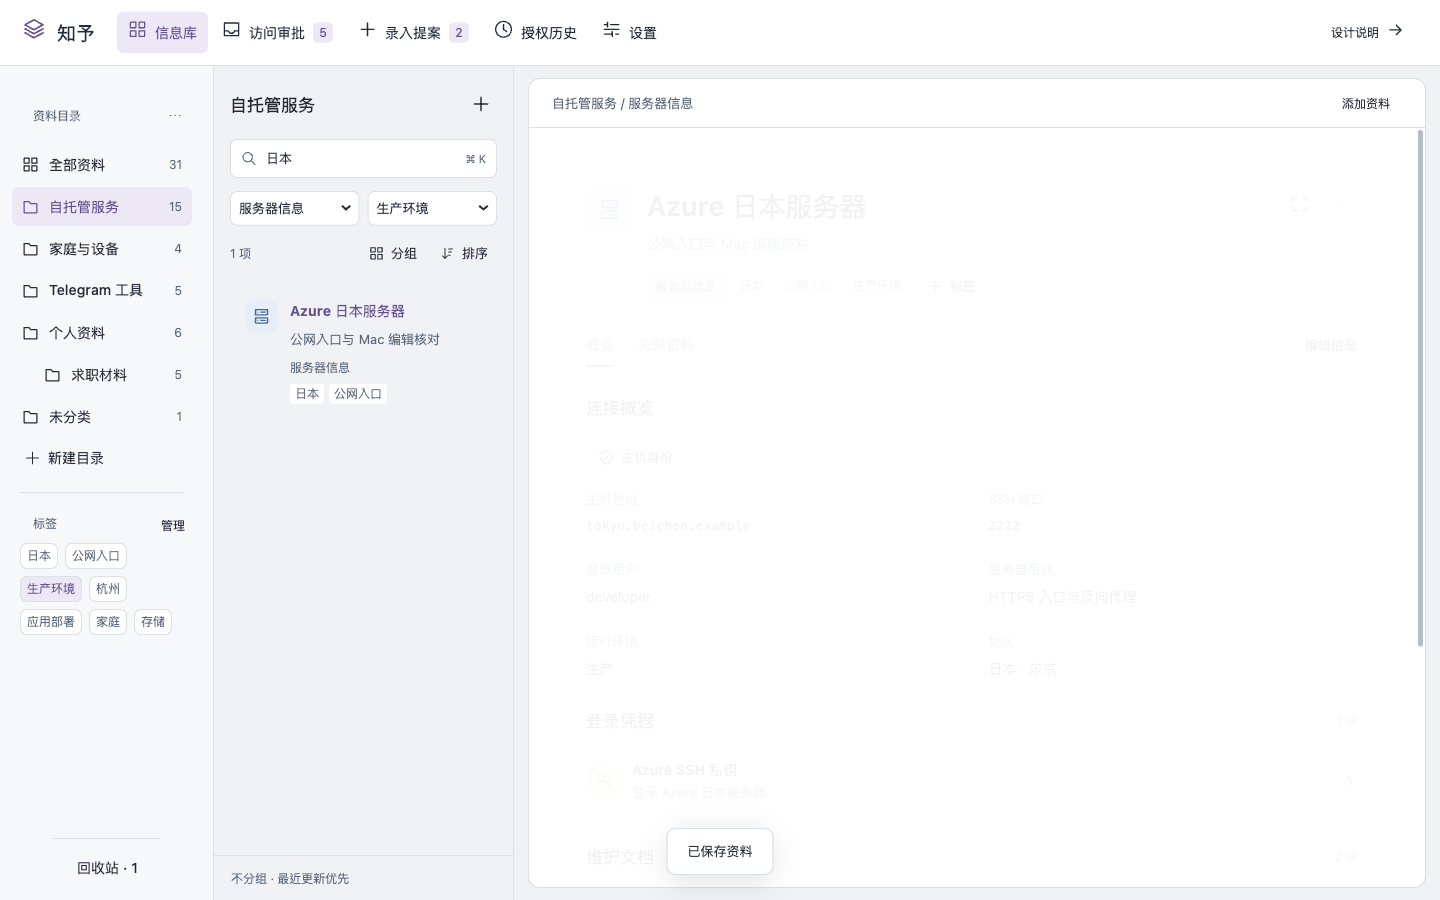 知予
信息库
访问审批 5
录入提案 2
授权历史
设置
设计说明
资料目录
全部资料 31
自托管服务 15
家庭与设备 4
Telegram 工具 5
个人资料 6
求职材料 5
未分类 1
新建目录
标签 管理
日本 公网入口
生产环境 杭州
应用部署 家庭 存储
回收站 · 1
自托管服务
日本 ⌘ K
服务器信息 生产环境
1 项 分组 排序
Azure 日本服务器
公网入口与 Mac 编辑核对
服务器信息
日本 公网入口
不分组 · 最近更新优先
自托管服务 / 服务器信息 添加资料
Azure 日本服务器
公网入口与 Mac 编辑核对
服务器信息 日本 公网入口 生产环境 标签
概览 关联资料 编辑信息
连接概览
主机身份
主机地址 SSH 端口
tokyo.beichen.example 2222
登录用户 服务器用途
developer HTTPS 入口与反向代理
运行环境 地区
生产 日本 · 东京
登录凭据 1 项
Azure SSH 私钥
登录 Azure 日本服务器
维护文档 2 项
已保存资料